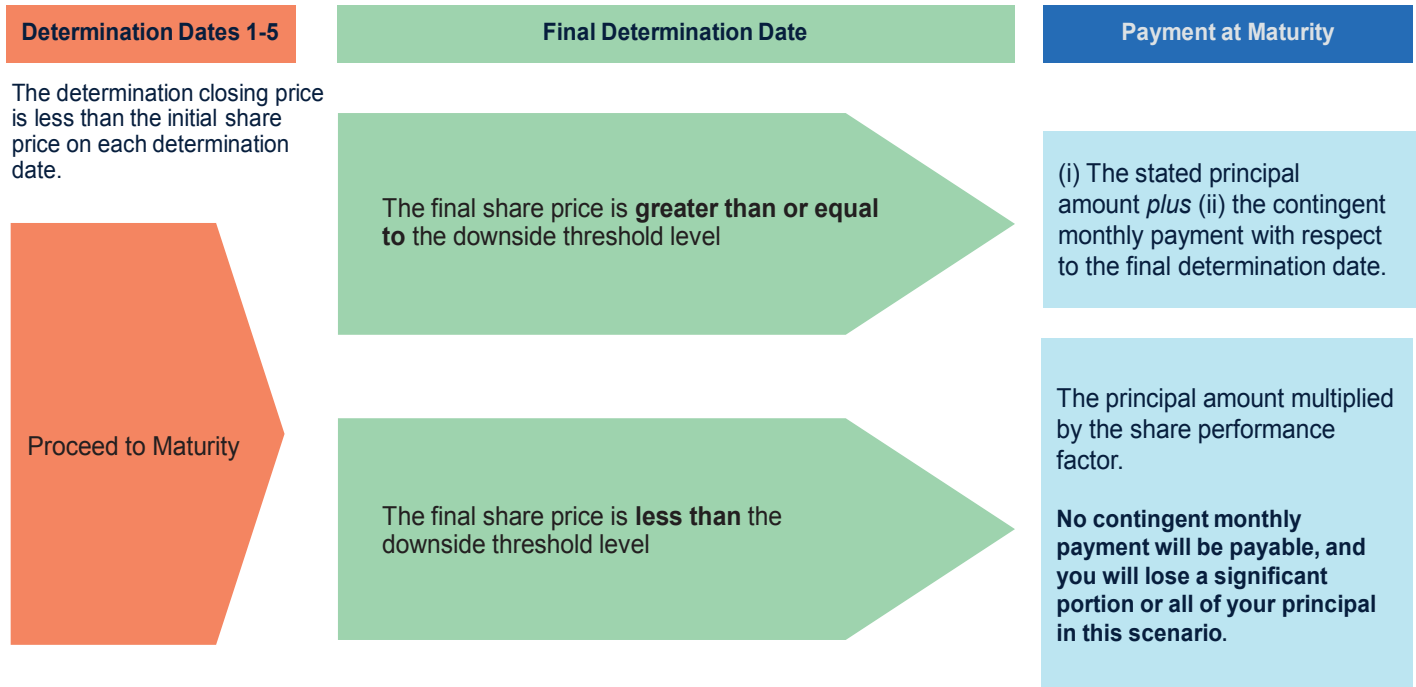 Determination Dates 1-5
Final Determination Date
Payment at Maturity
The determination closing price
is less than the initial share
price on each determination
date.
Proceed to Maturity
The final share price is greater than or equal
to the downside threshold level
(i) The stated principal
amount plus (ii) the contingent
monthly payment with respect
to the final determination date.
The final share price is less than the
downside threshold level
The principal amount multiplied
by the share performance
factor.
No contingent monthly
payment will be payable, and
you will lose a significant
portion or all of your principal
in this scenario.